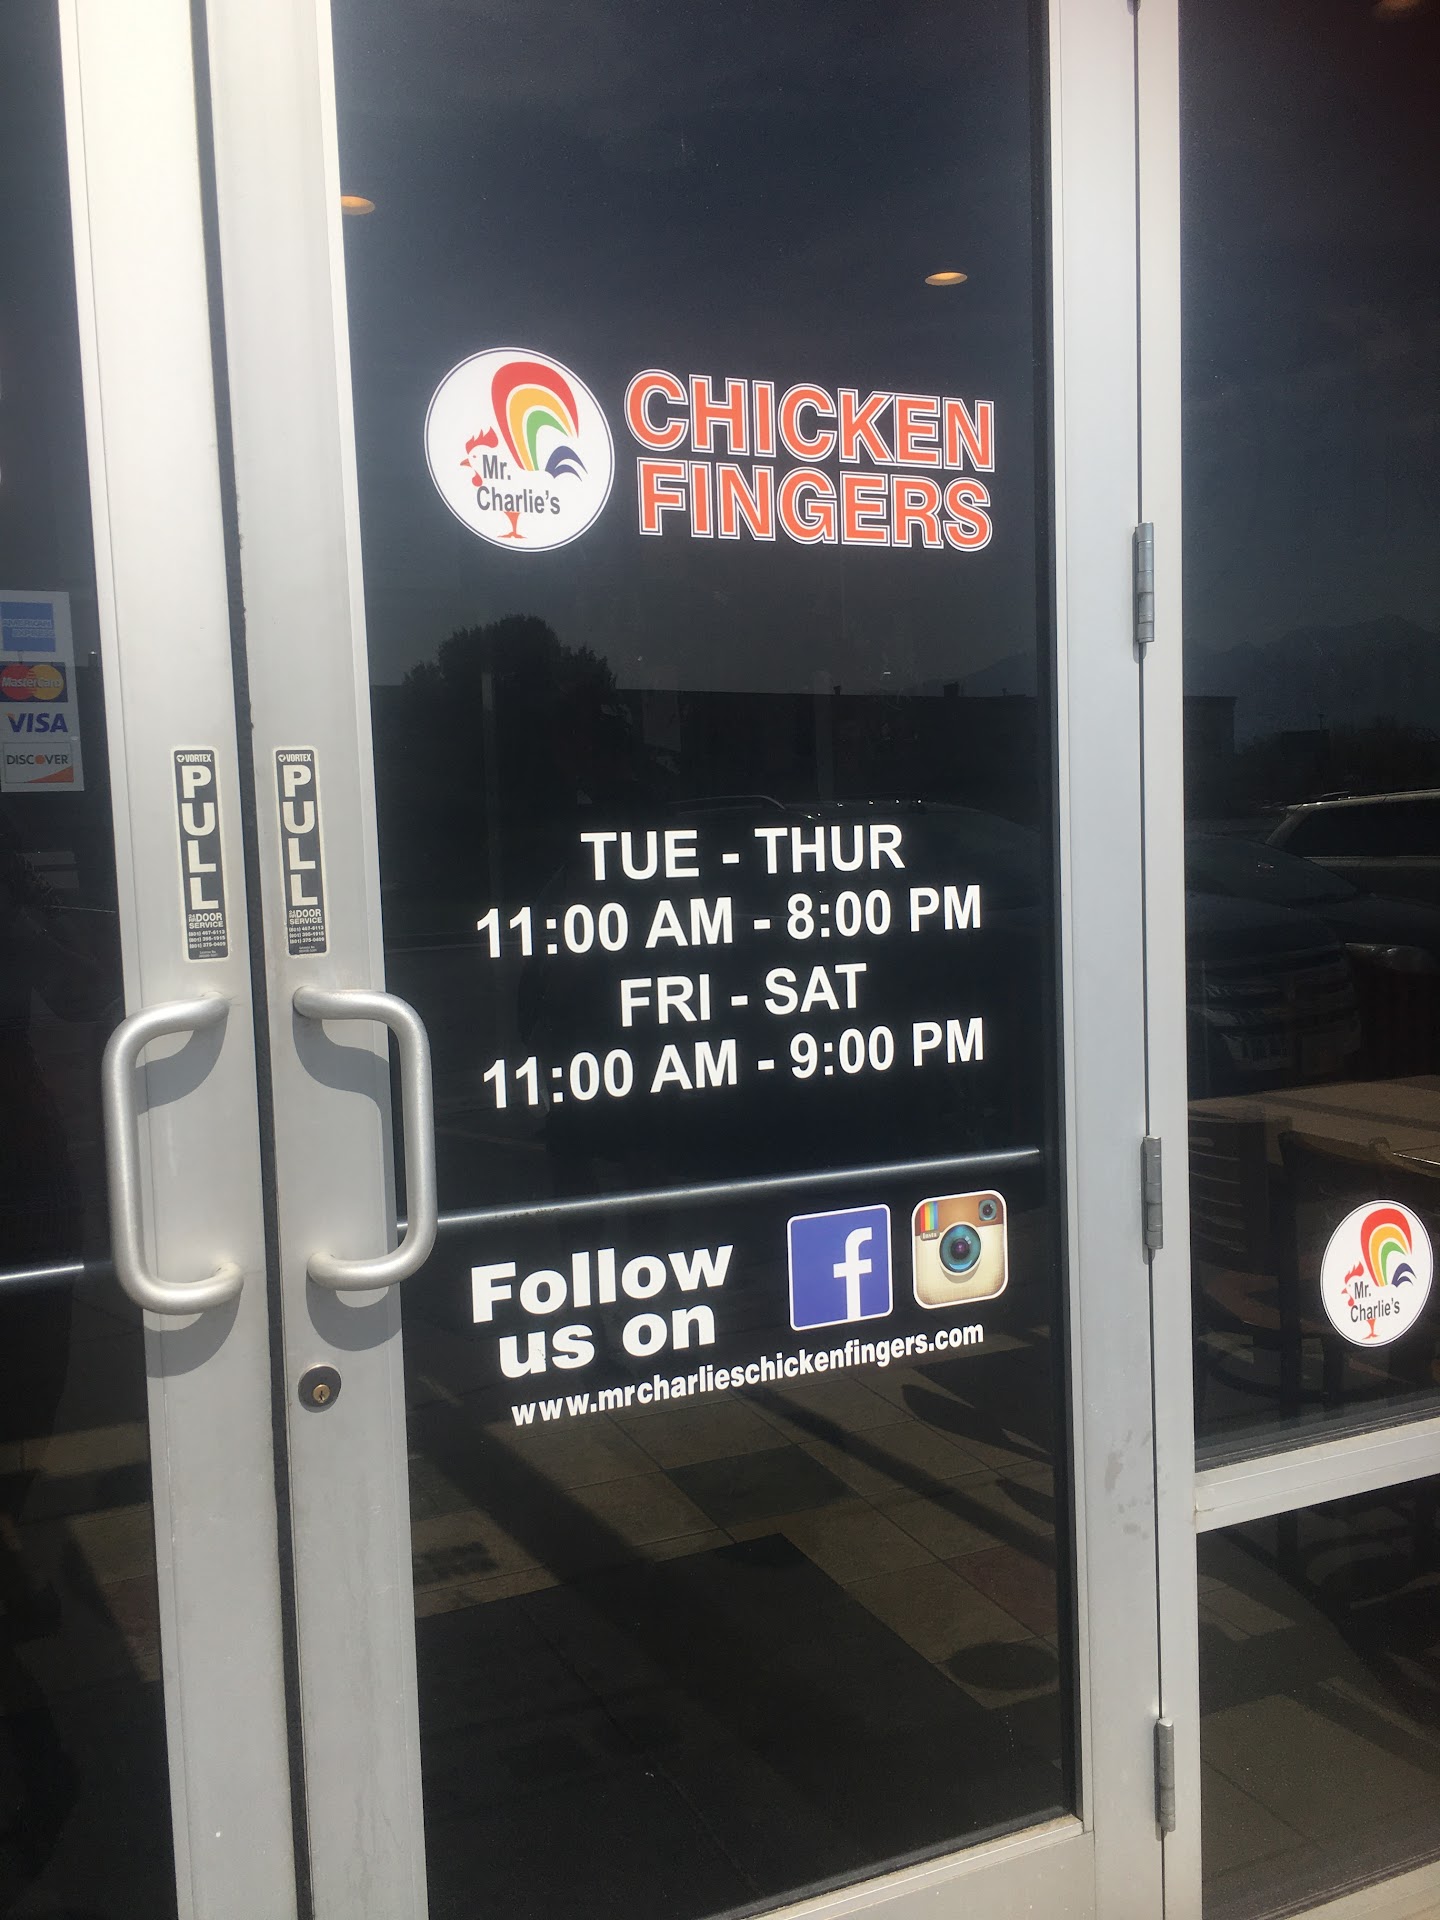 Mr.
Charlie's
CHICKEN
FINGERS
AMERICAN
EXPRESS
MasterCard
VISA
DISCOVER
VORTEX
PULL
DOOR
SERVICE
VORTEX
PULL
DOOR
SERVICE
TUE - THUR
11:00 AM - 8:00 PM
FRI - SAT
11:00 AM - 9:00 PM
Follow
us on
f
Insta
www.mrcharlieschickenfingers.com
Mr.
Charlie's